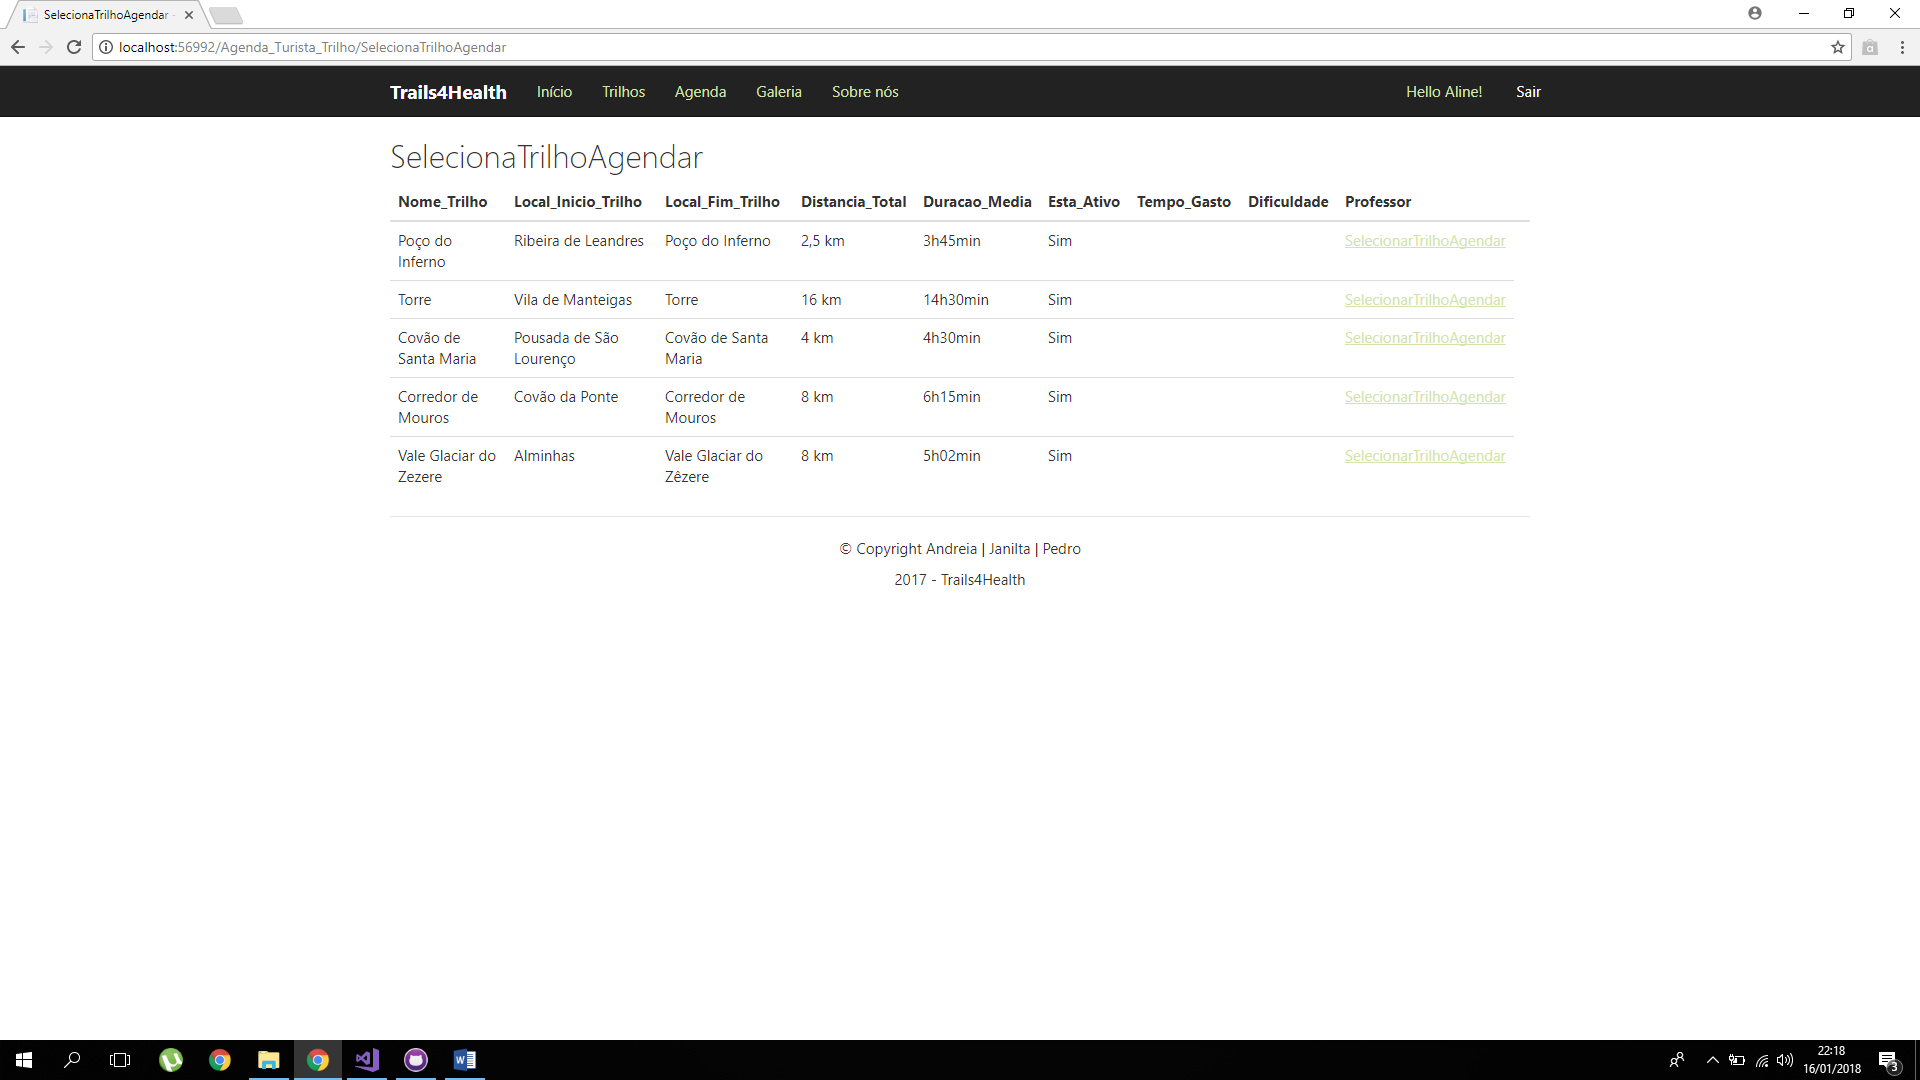 SelecionaTrilhoAgendar -
localhost:56992/Agenda_Turista_Trilho/SelecionaTrilhoAgendar
Trails4Health Início Trilhos Agenda Galeria Sobre nós Hello Aline! Sair
SelecionaTrilhoAgendar
Nome_Trilho Local_Inicio_Trilho Local_Fim_Trilho Distancia_Total Duracao_Media Esta_Ativo Tempo_Gasto Dificuldade Professor
Poço do Ribeira de Leandres Poço do Inferno 2,5 km 3h45min Sim SelecionarTrilhoAgendar
Inferno
Torre Vila de Manteigas Torre 16 km 14h30min Sim SelecionarTrilhoAgendar
Covão de Pousada de São Covão de Santa 4 km 4h30min Sim SelecionarTrilhoAgendar
Santa Maria Lourenço Maria
Corredor de Covão da Ponte Corredor de 8 km 6h15min Sim SelecionarTrilhoAgendar
Mouros Mouros
Vale Glaciar do Alminhas Vale Glaciar do 8 km 5h02min Sim SelecionarTrilhoAgendar
Zezere Zêzere
© Copyright Andreia | Janilta | Pedro
2017 - Trails4Health
22:18
16/01/2018
3